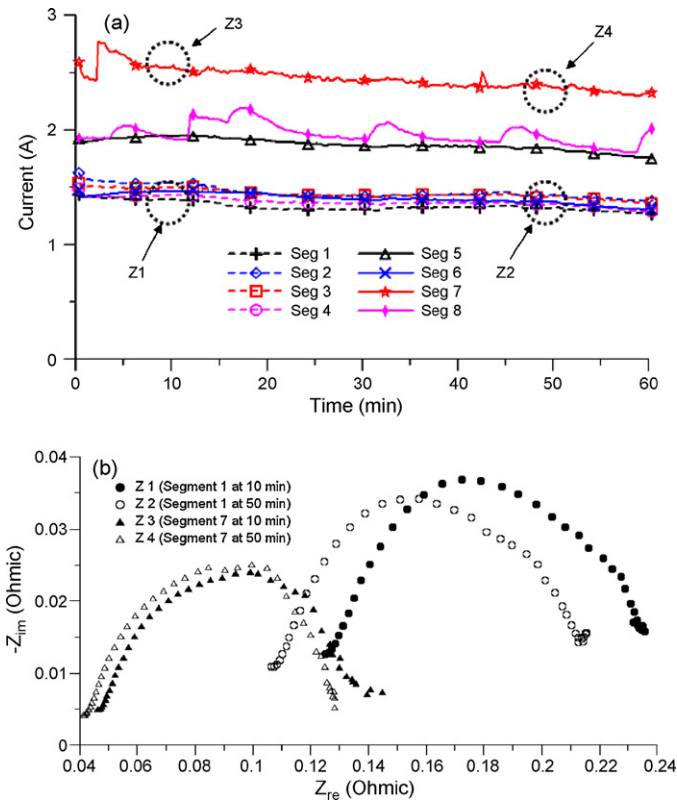 (a)
Z3
Z4
Z1
Z2
3
2
1
0
Current (A)
Seg 1
Seg 2
Seg 3
Seg 4
Seg 5
Seg 6
Seg 7
Seg 8
0 10 20 30 40 50 60
Time (min)
(b)
Z 1 (Segment 1 at 10 min)
Z 2 (Segment 1 at 50 min)
Z 3 (Segment 7 at 10 min)
Z 4 (Segment 7 at 50 min)
0.04
0.03
0.02
0.01
0
-Zim (Ohmic)
0.04 0.06 0.08 0.1 0.12 0.14 0.16 0.18 0.2 0.22 0.24
Zre (Ohmic)